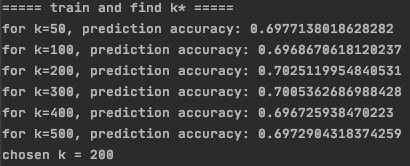 ===== train and find k* =====
for k=50, prediction accuracy: 0.6977138018628282
for k=100, prediction accuracy: 0.6968670618120237
for k=200, prediction accuracy: 0.7025119954840531
for k=300, prediction accuracy: 0.7005362686988428
for k=400, prediction accuracy: 0.696725938470223
for k=500, prediction accuracy: 0.6972904318374259
chosen k = 200